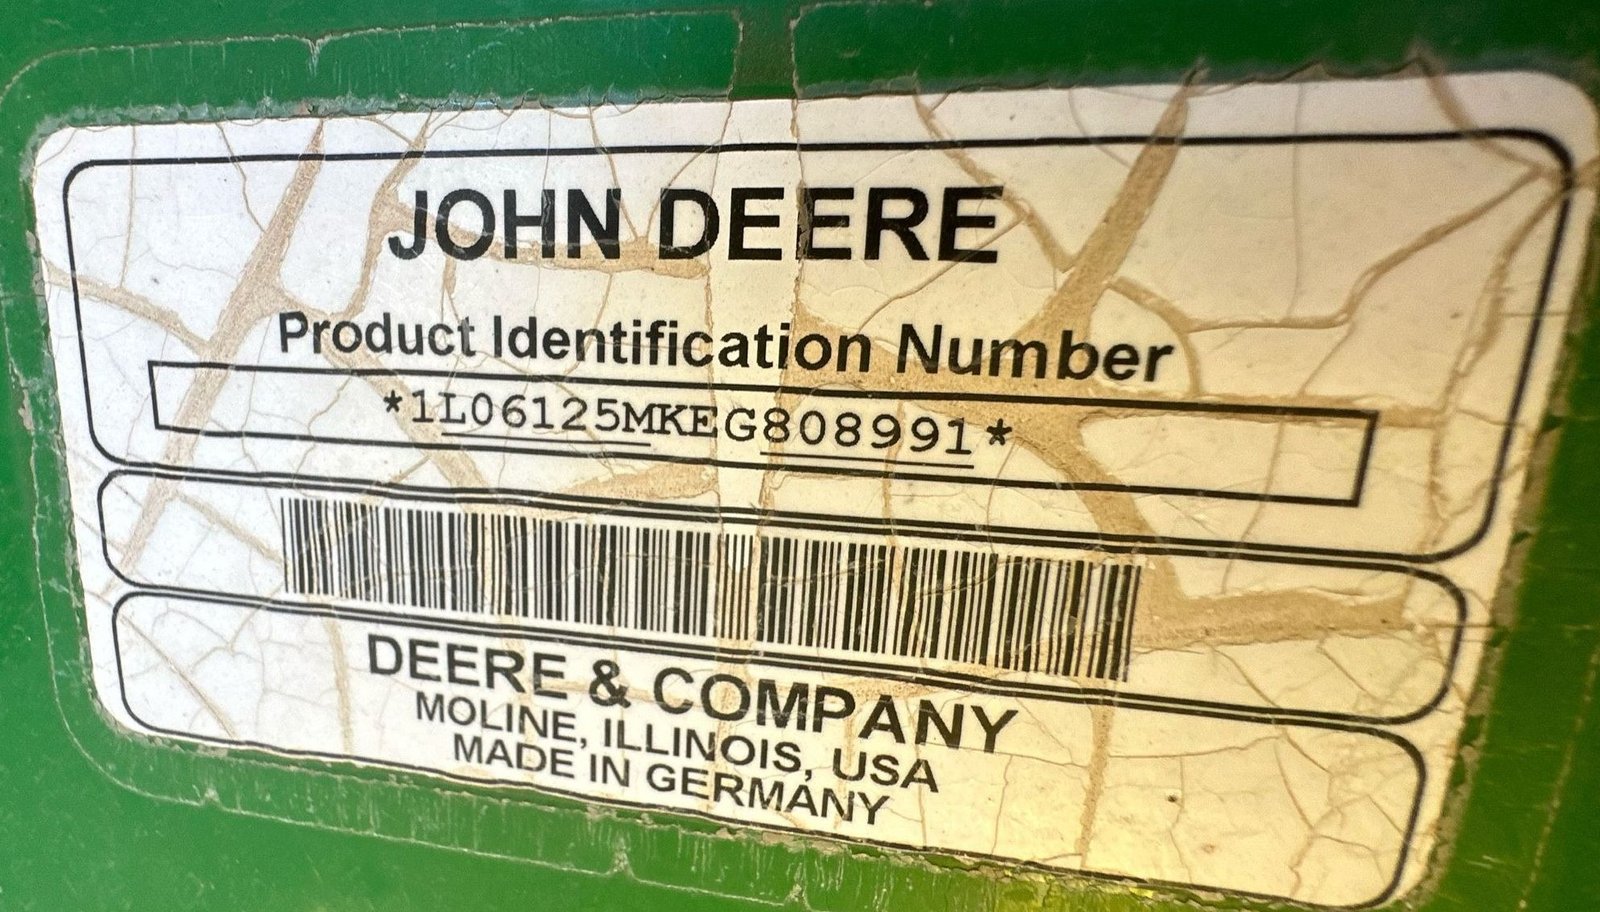 JOHN DEERE
Product Identification Number
*1L06125MKEG808991*
DEERE & COMPANY
MOLINE, ILLINOIS, USA
MADE IN GERMANY